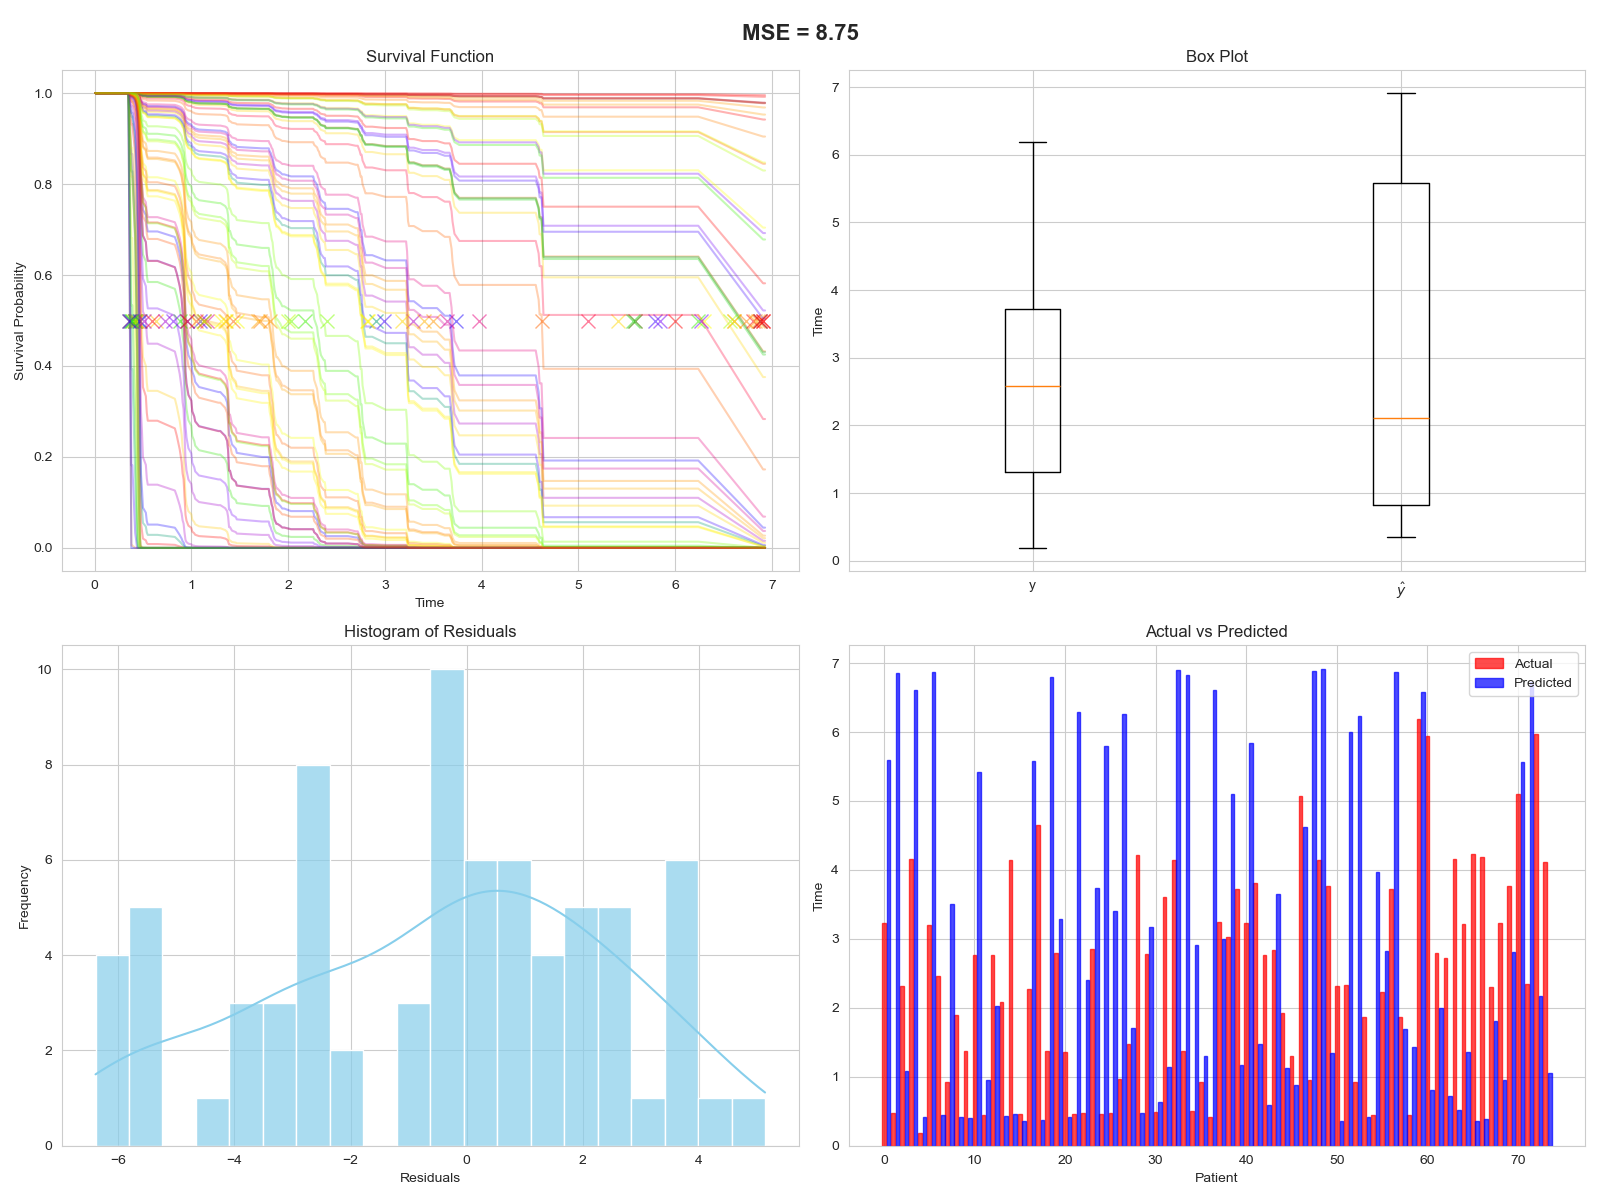 MSE = 8.75
Survival Function
Survival Probability
1.0
0.8
0.6
0.4
0.2
0.0
0 1 2 3 4 5 6 7
Time
Box Plot
Time
7
6
5
4
3
2
1
0
y ŷ
Histogram of Residuals
Frequency
10
8
6
4
2
0
−6 −4 −2 0 2 4
Residuals
Actual vs Predicted
Actual
Predicted
Time
7
6
5
4
3
2
1
0
0 10 20 30 40 50 60 70
Patient